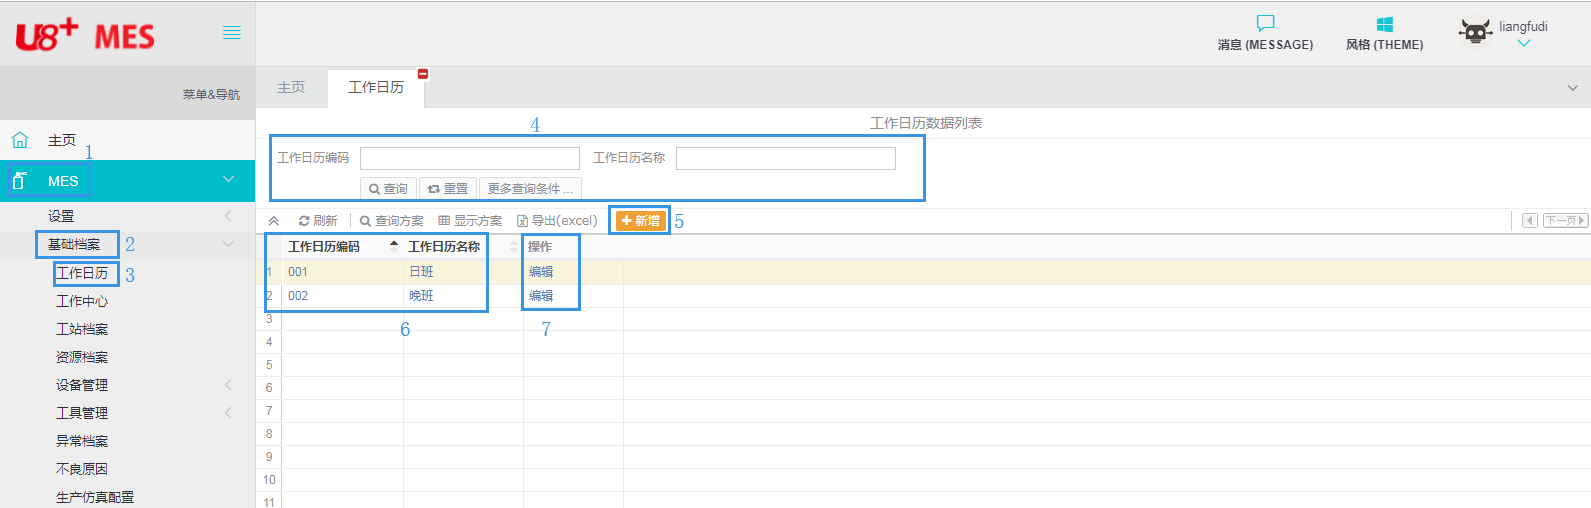 U8+ MES
消息 (MESSAGE)
风格 (THEME)
liangfudi
菜单&导航
主页
工作日历
主页
1
MES
设置
基础档案
2
工作日历
3
工作中心
工站档案
资源档案
设备管理
工具管理
异常档案
不良原因
生产仿真配置
4
工作日历数据列表
工作日历编码
工作日历名称
查询
重置
更多查询条件 ...
刷新
查询方案
显示方案
导出(excel)
新增
5
下一页
工作日历编码
工作日历名称
操作
1 001 日班 编辑
2 002 晚班 编辑
3
6
7
4
5
6
7
8
9
10
11